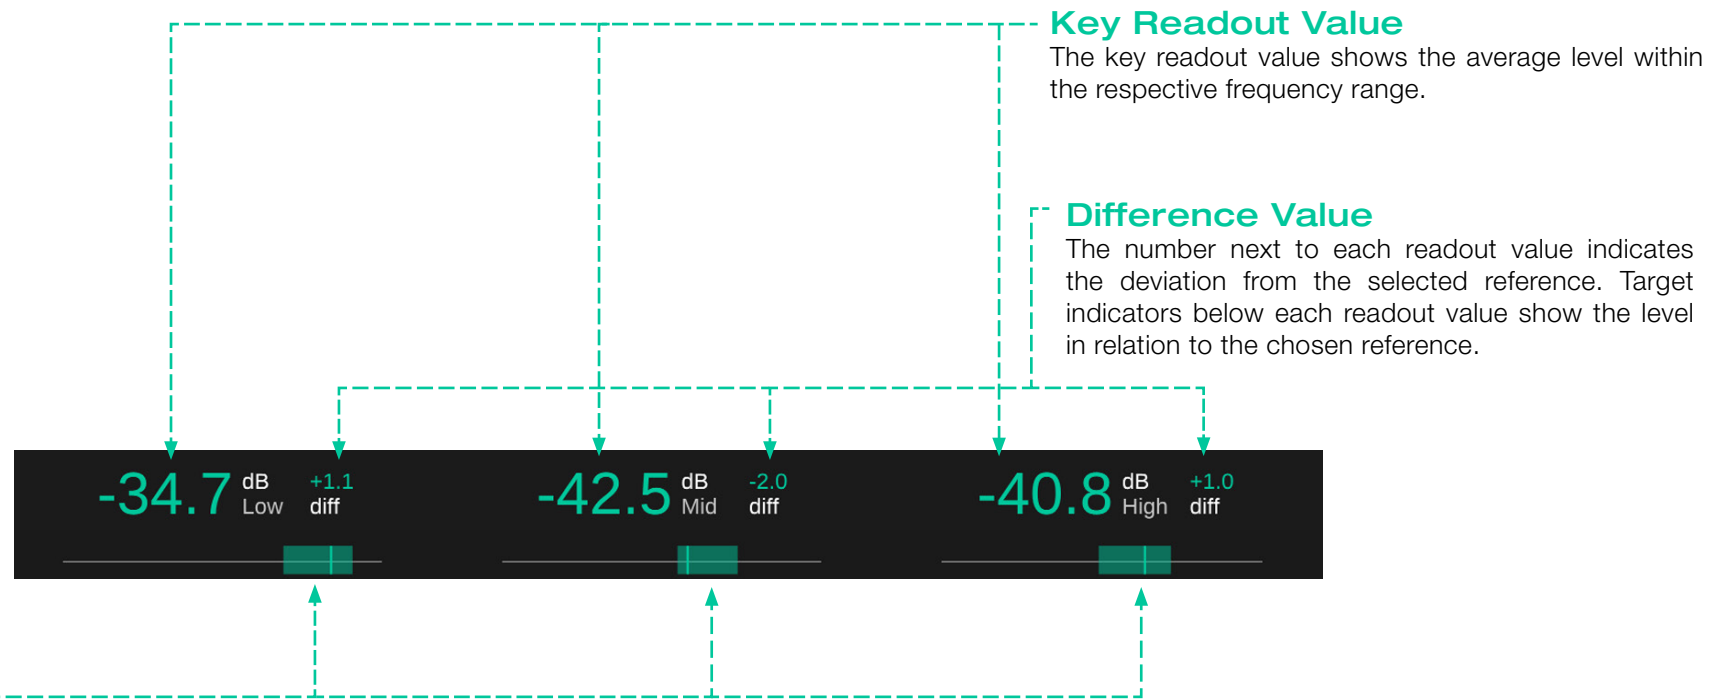 Key Readout Value
The key readout value shows the average level within
the respective frequency range.
Difference Value
The number next to each readout value indicates
the deviation from the selected reference. Target
indicators below each readout value show the level
in relation to the chosen reference.
-34.7 dB Low +1.1 diff
-42.5 dB Mid -2.0 diff
-40.8 dB High +1.0 diff